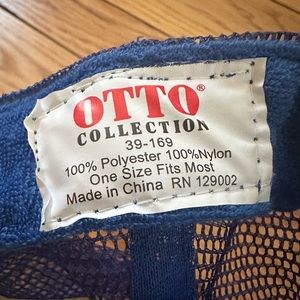 OTTO®
COLLECTION
39-169
100% Polyester 100%Nylon
One Size Fits Most
Made in China RN 129002